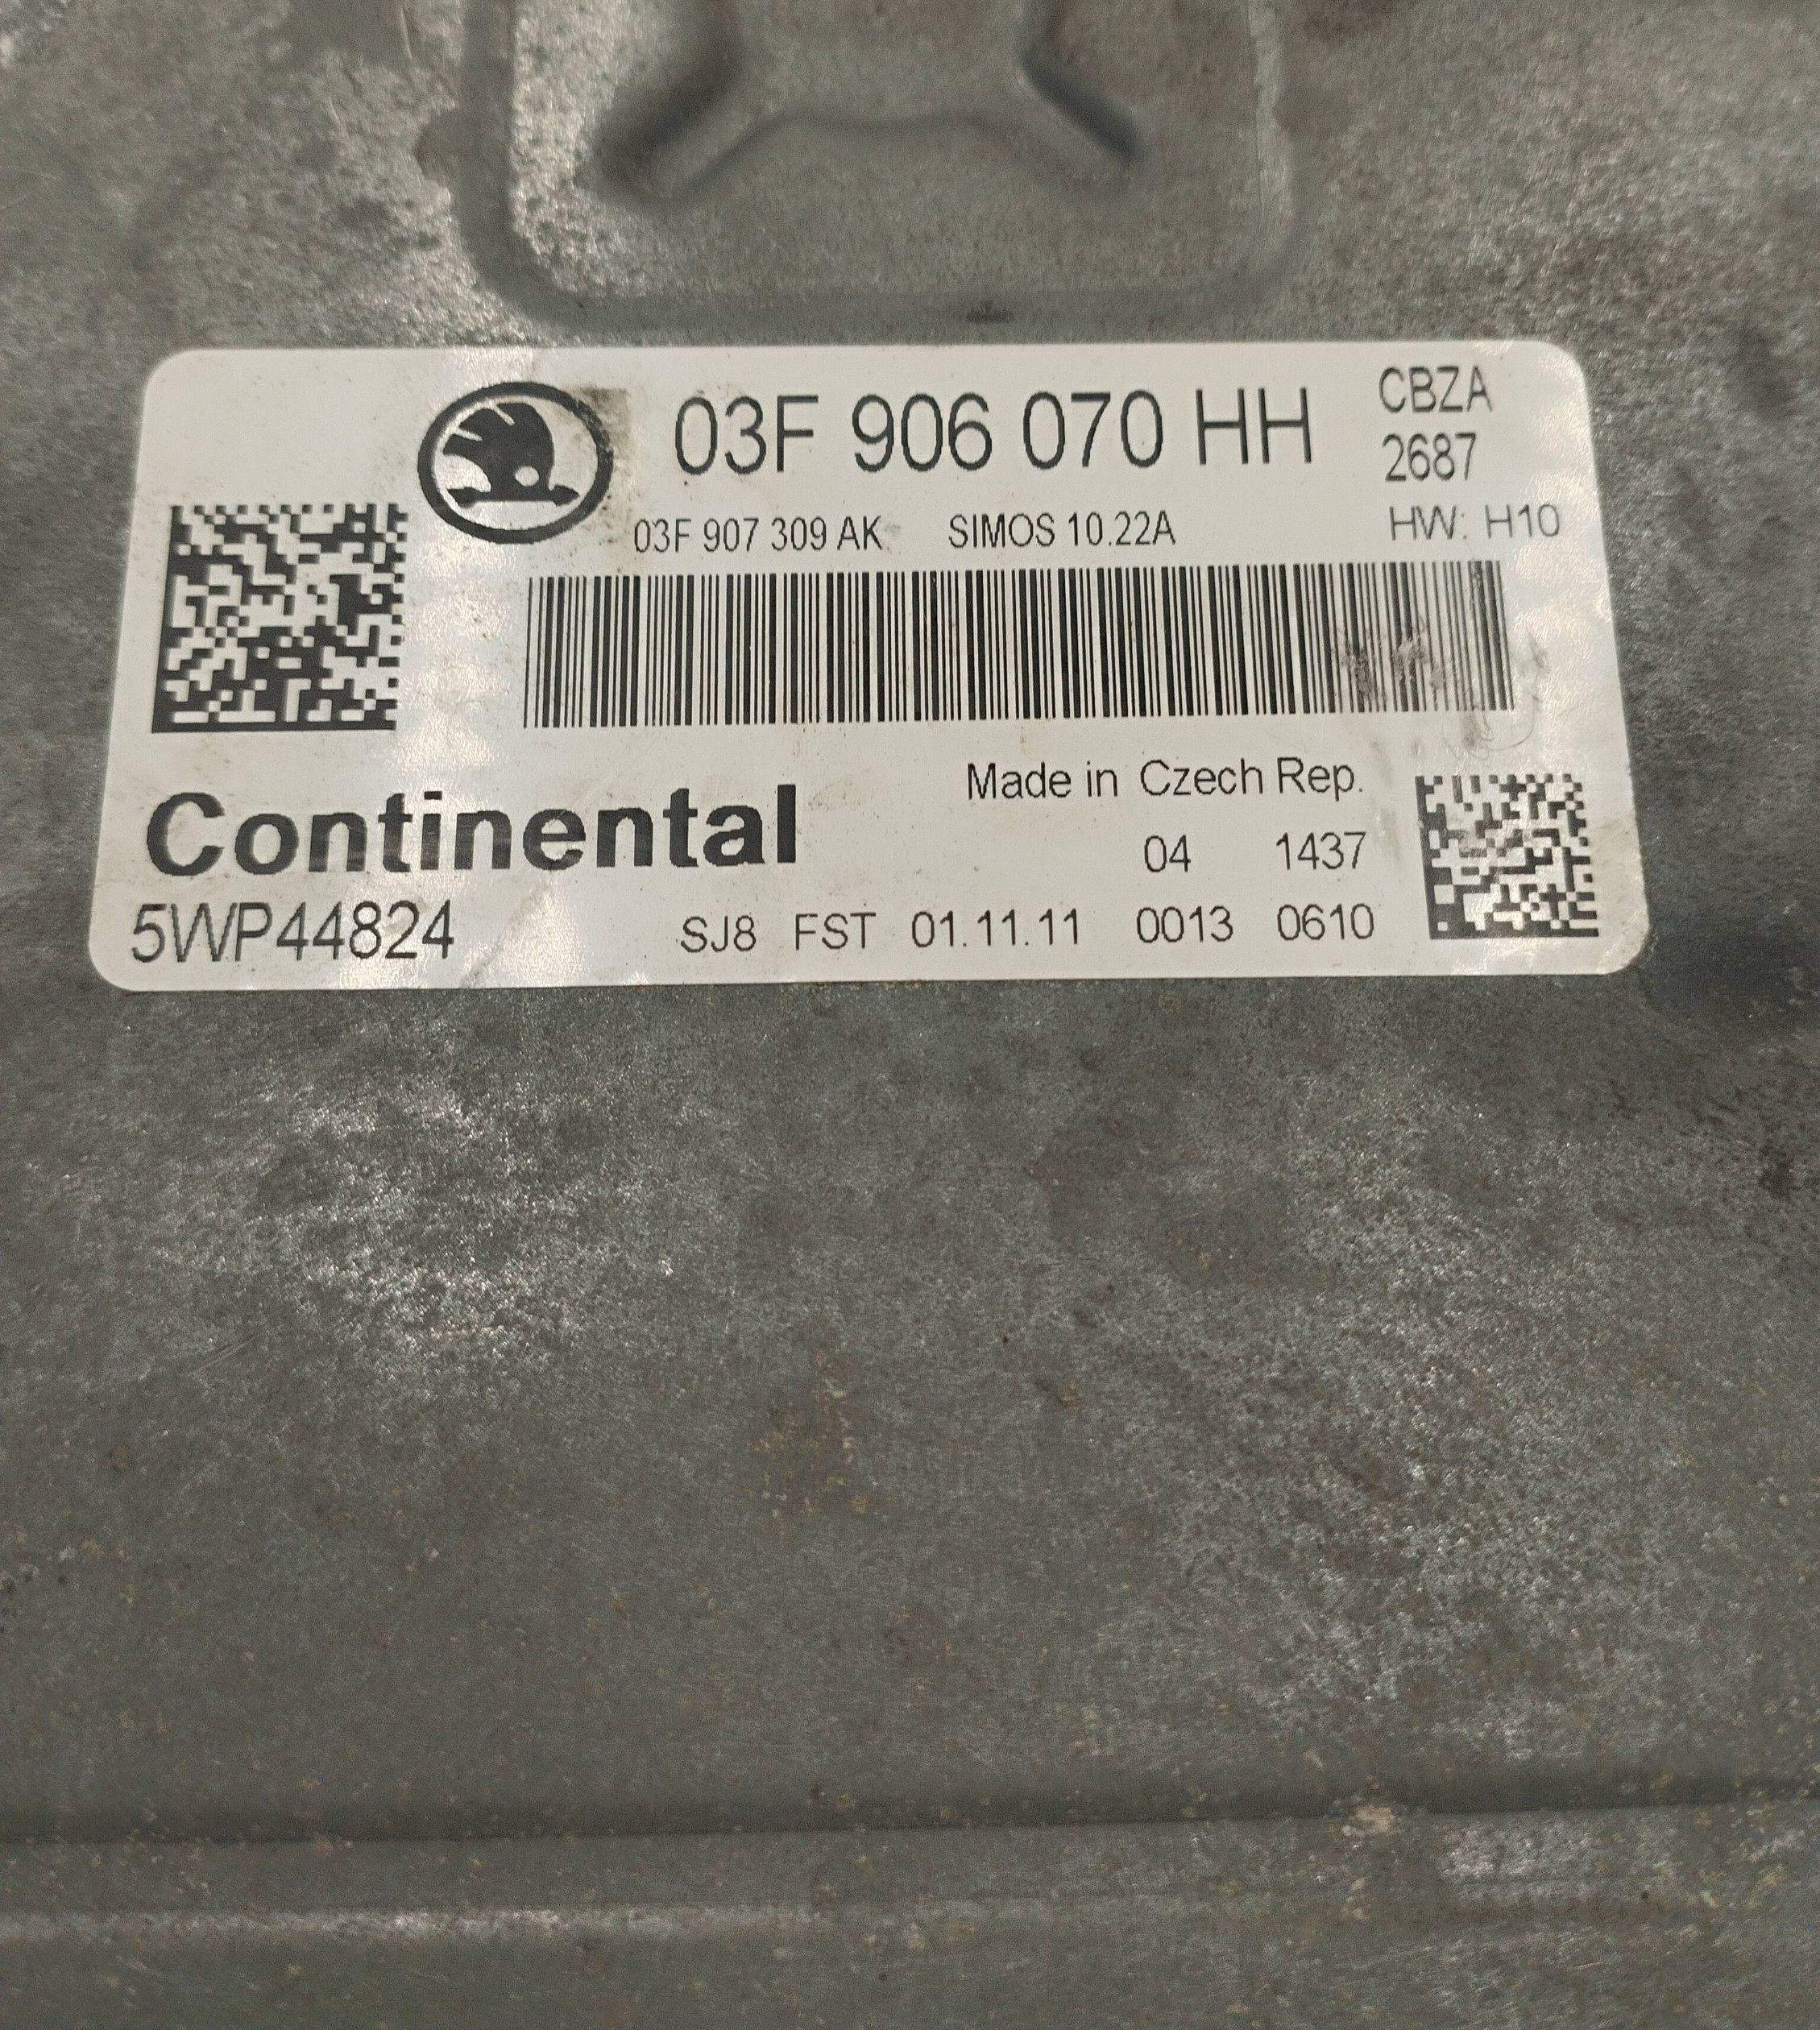 03F 906 070 HH CBZA
2687
03F 907 309 AK SIMOS 10.22A HW: H10
Made in Czech Rep.
Continental 04 1437
5WP44824 SJ8 FST 01.11.11 0013 0610